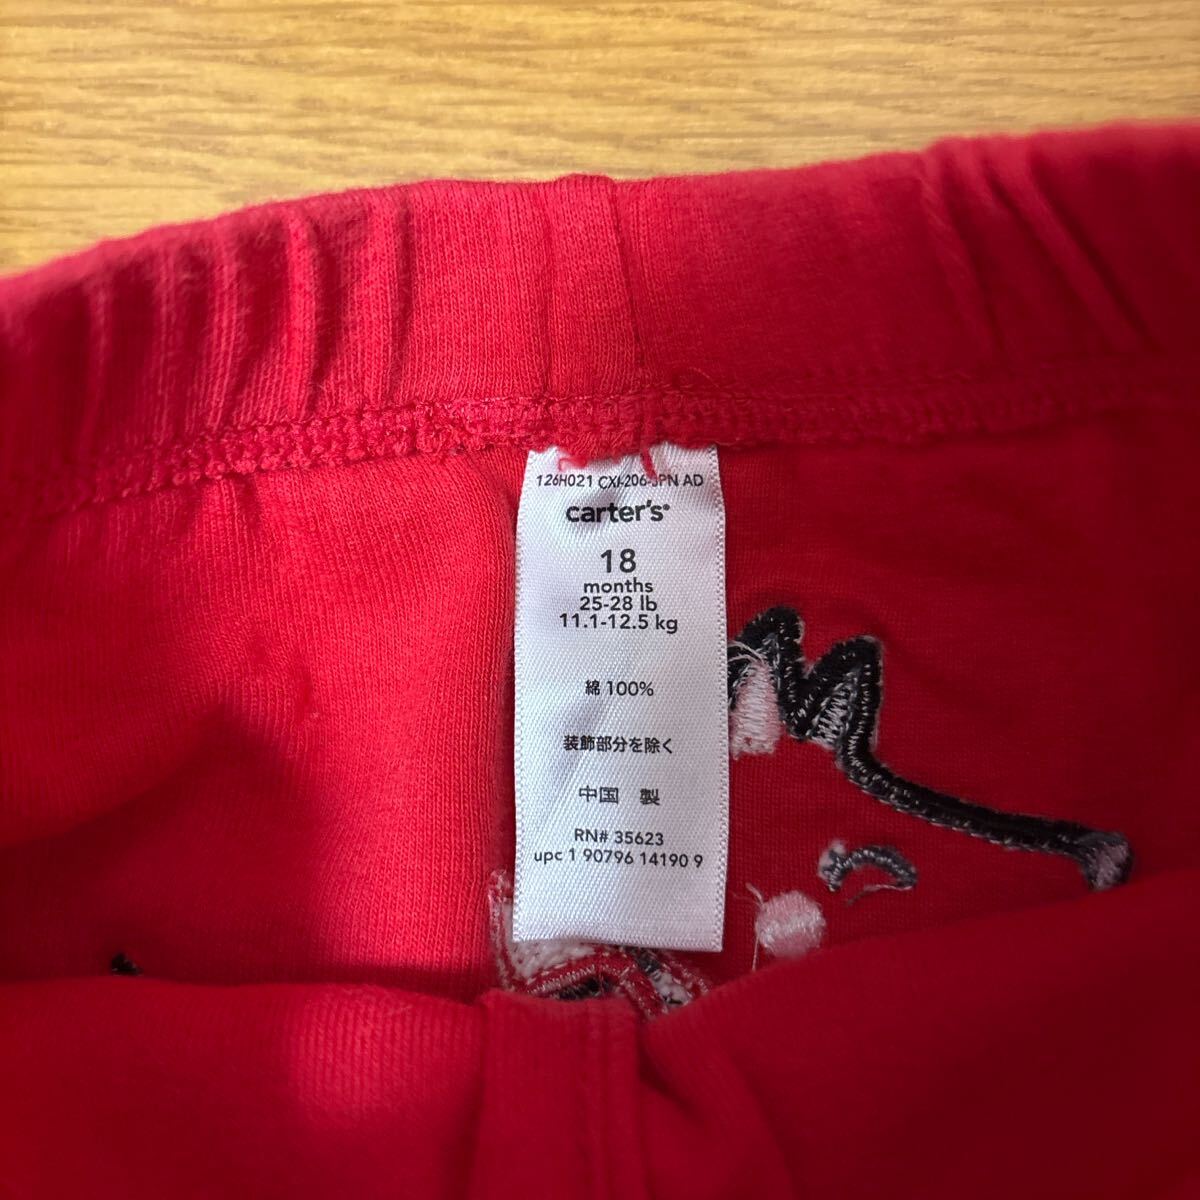 126H021 CXI-206-JPN AD
carter's
18
months
25-28 lb
11.1-12.5 kg
綿 100%
装飾部分を除く
中国 製
RN# 35623
upc 1 90796 14190 9